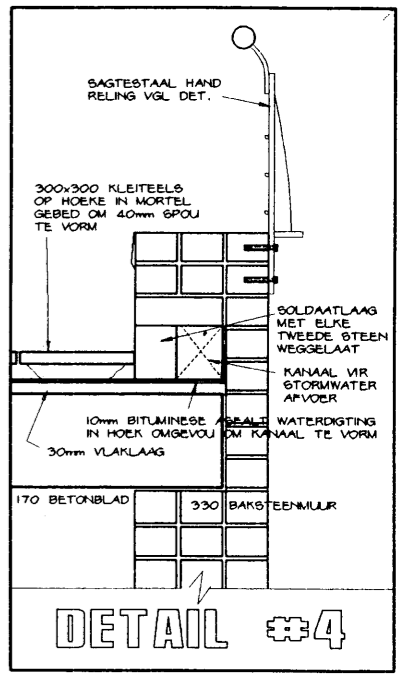 SAGTESTAAL HAND
RELING VGL DET.
300x300 KLEITEELS
OP HOEKE IN MORTEL
GEBED OM 40mm SPOU
TE VORM
SOLDAATLAAG
MET ELKE
TWEEDE STEEN
WEGGELAAT
KANAAL VIR
STORMWATER
AFVOER
10mm BITUMINESE ASFALT WATERDIGTING
IN HOEK OMGEVOU OM KANAAL TE VORM
30mm VLAKLAAG
170 BETONBLAD
330 BAKSTEENMUUR
DETAIL #4